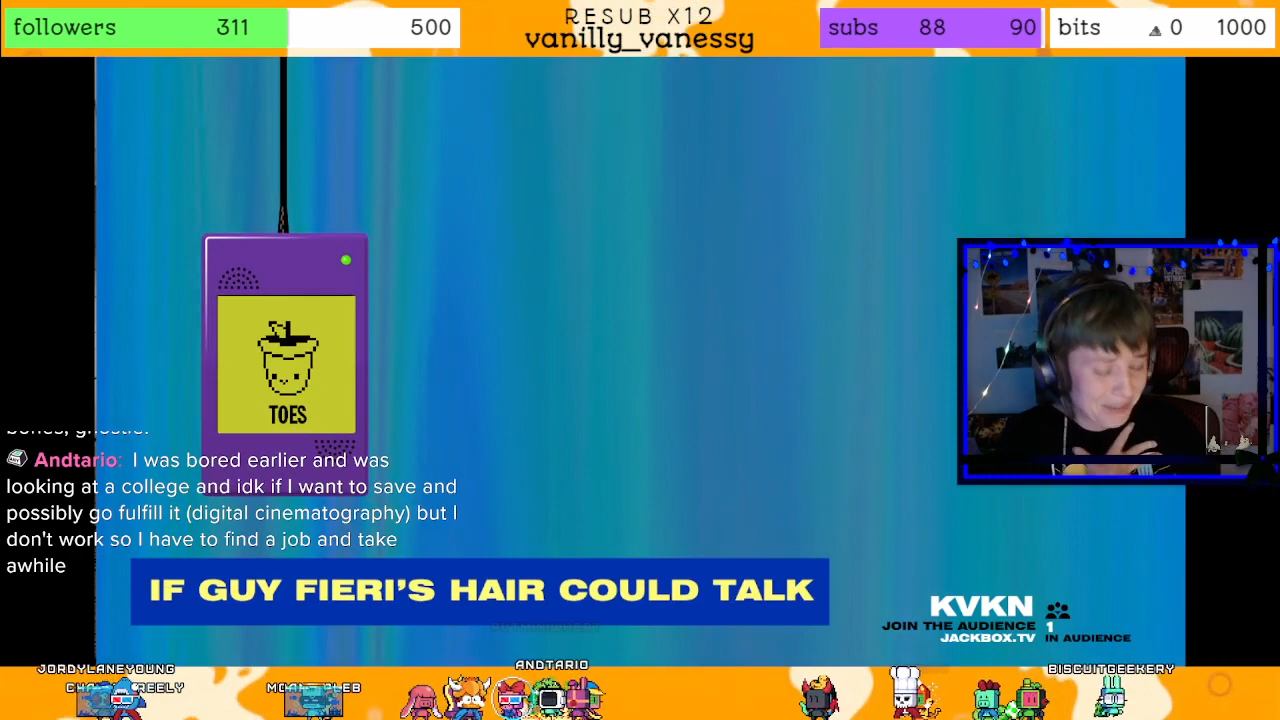 followers 311 500
RESUB X12
vanilly_vanessy
subs 88 90
bits 0 1000
TOES
Andtario: I was bored earlier and was
looking at a college and idk if I want to save and
possibly go fulfill it (digital cinematography) but I
don't work so I have to find a job and take
awhile
IF GUY FIERI'S HAIR COULD TALK
KVKN
JOIN THE AUDIENCE 1
JACKBOX.TV IN AUDIENCE
JORDYLANEYOUNG
ANDTARIO
BISCUITGEEKERY